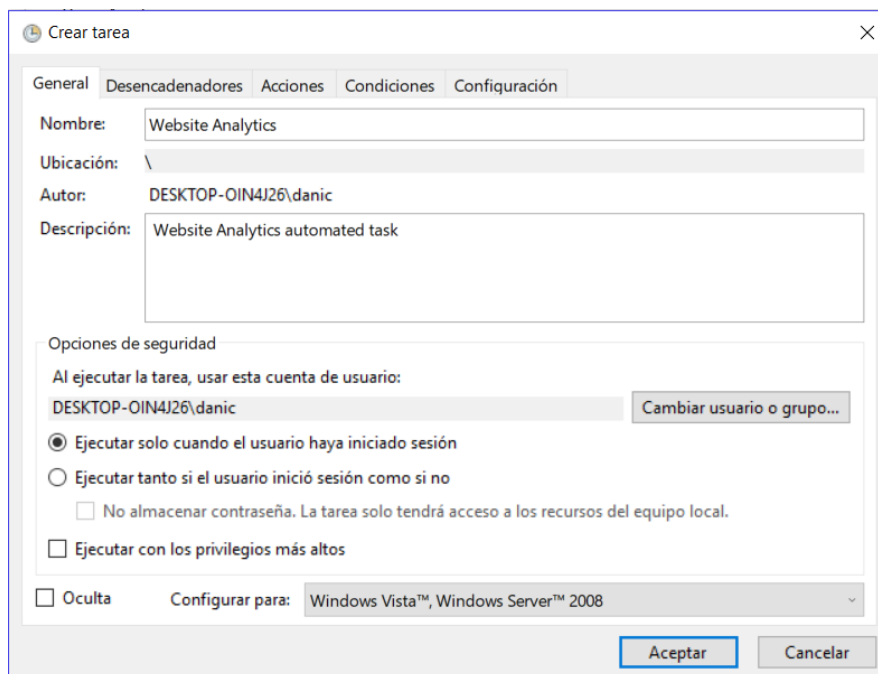 Crear tarea
General Desencadenadores Acciones Condiciones Configuración
Nombre: Website Analytics
Ubicación: \
Autor: DESKTOP-OIN4J26\danic
Descripción: Website Analytics automated task
Opciones de seguridad
Al ejecutar la tarea, usar esta cuenta de usuario:
DESKTOP-OIN4J26\danic Cambiar usuario o grupo...
Ejecutar solo cuando el usuario haya iniciado sesión
Ejecutar tanto si el usuario inició sesión como si no
No almacenar contraseña. La tarea solo tendrá acceso a los recursos del equipo local.
Ejecutar con los privilegios más altos
Oculta Configurar para: Windows Vista™, Windows Server™ 2008
Aceptar Cancelar